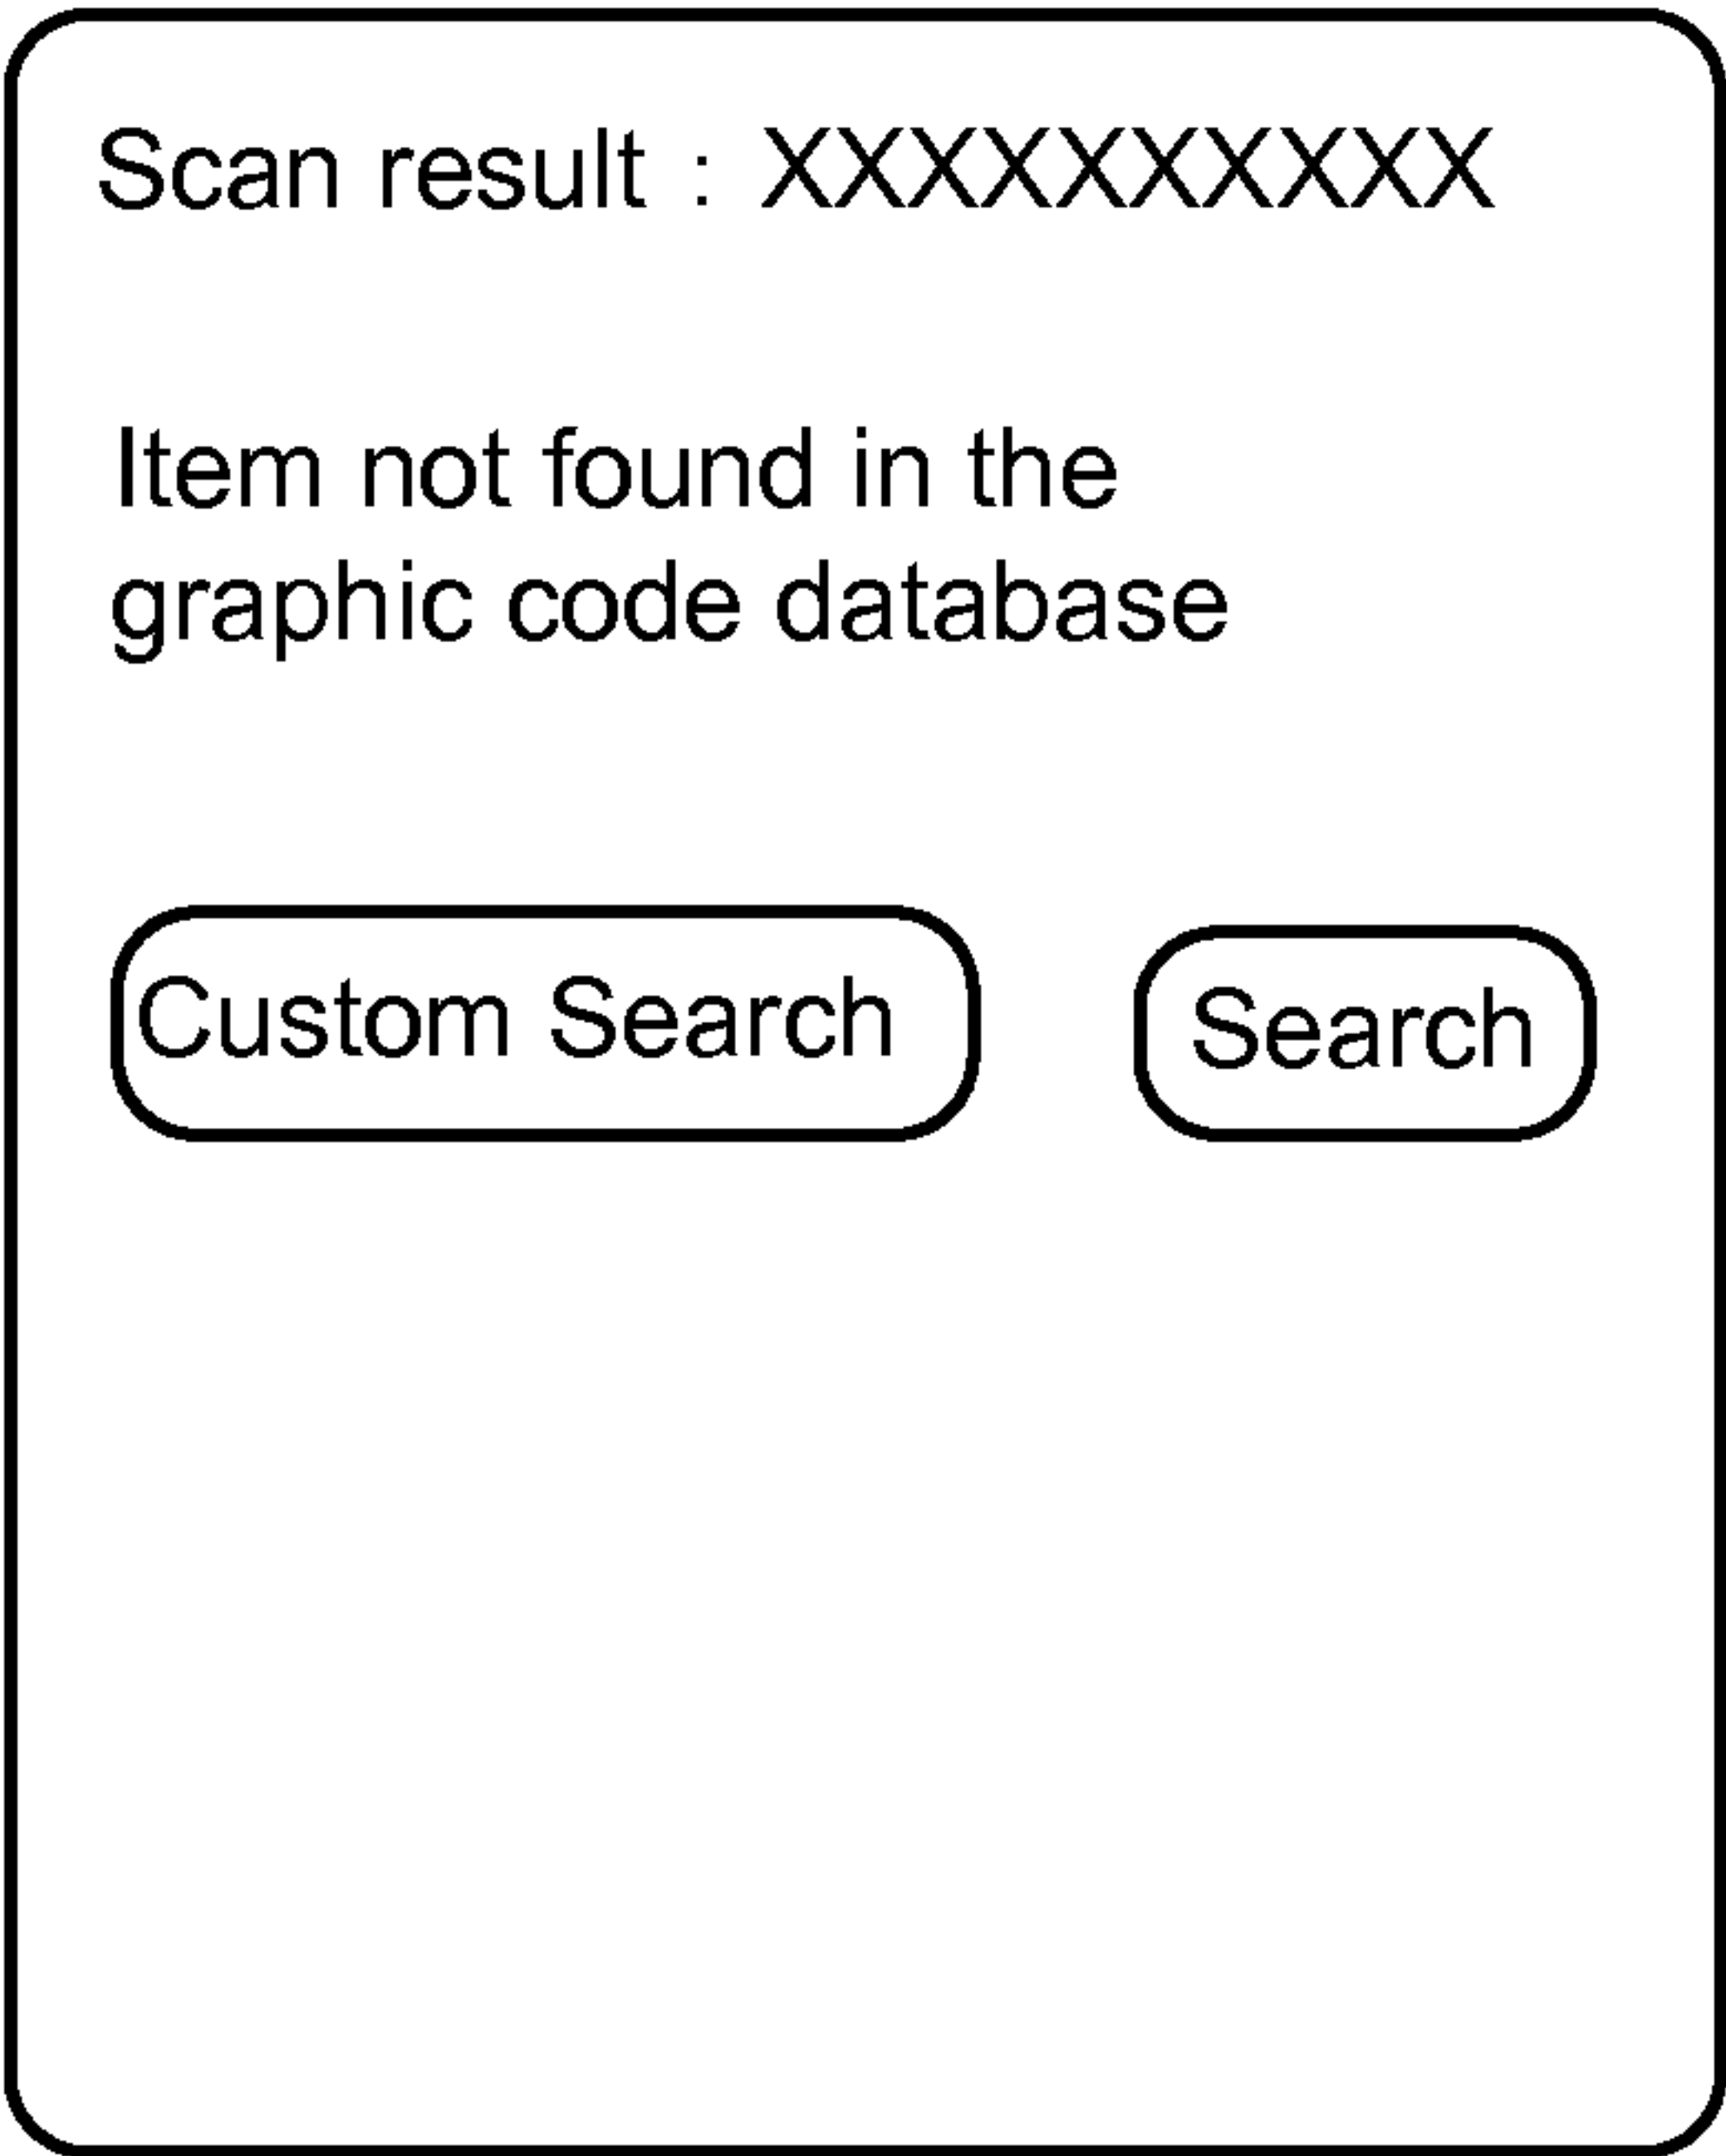 Scan result : XXXXXXXXXX
Item not found in the
graphic code database
Custom Search
Search